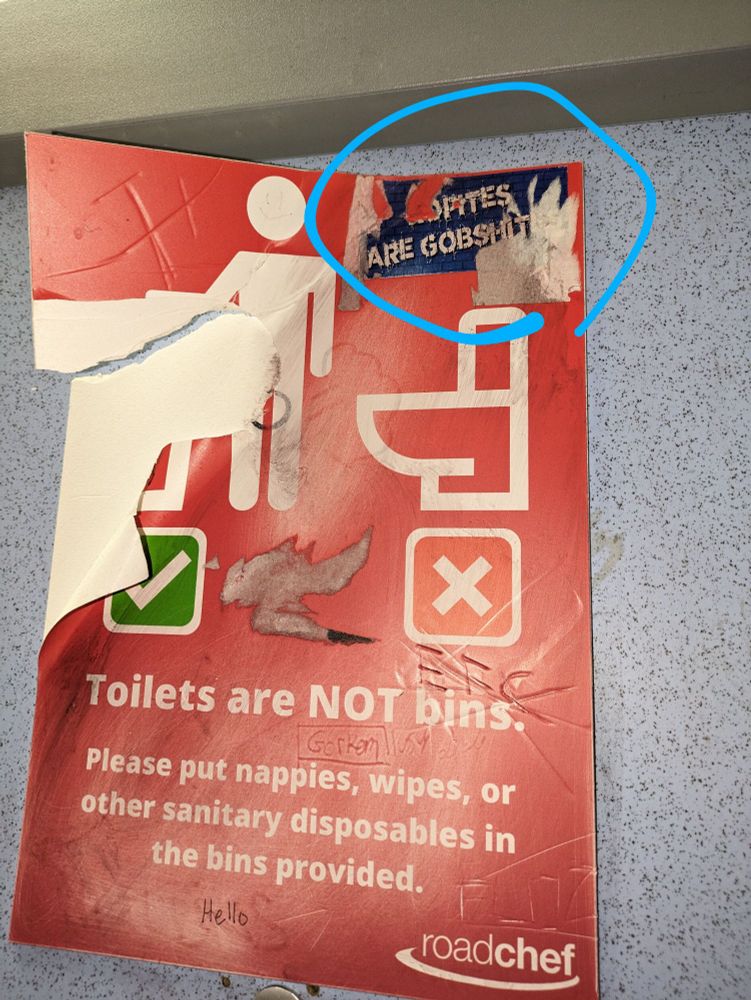 ARE GOBSHIT
EFC
Toilets are NOT bins.
Please put nappies, wipes, or
other sanitary disposables in
the bins provided.
Hello
roadchef